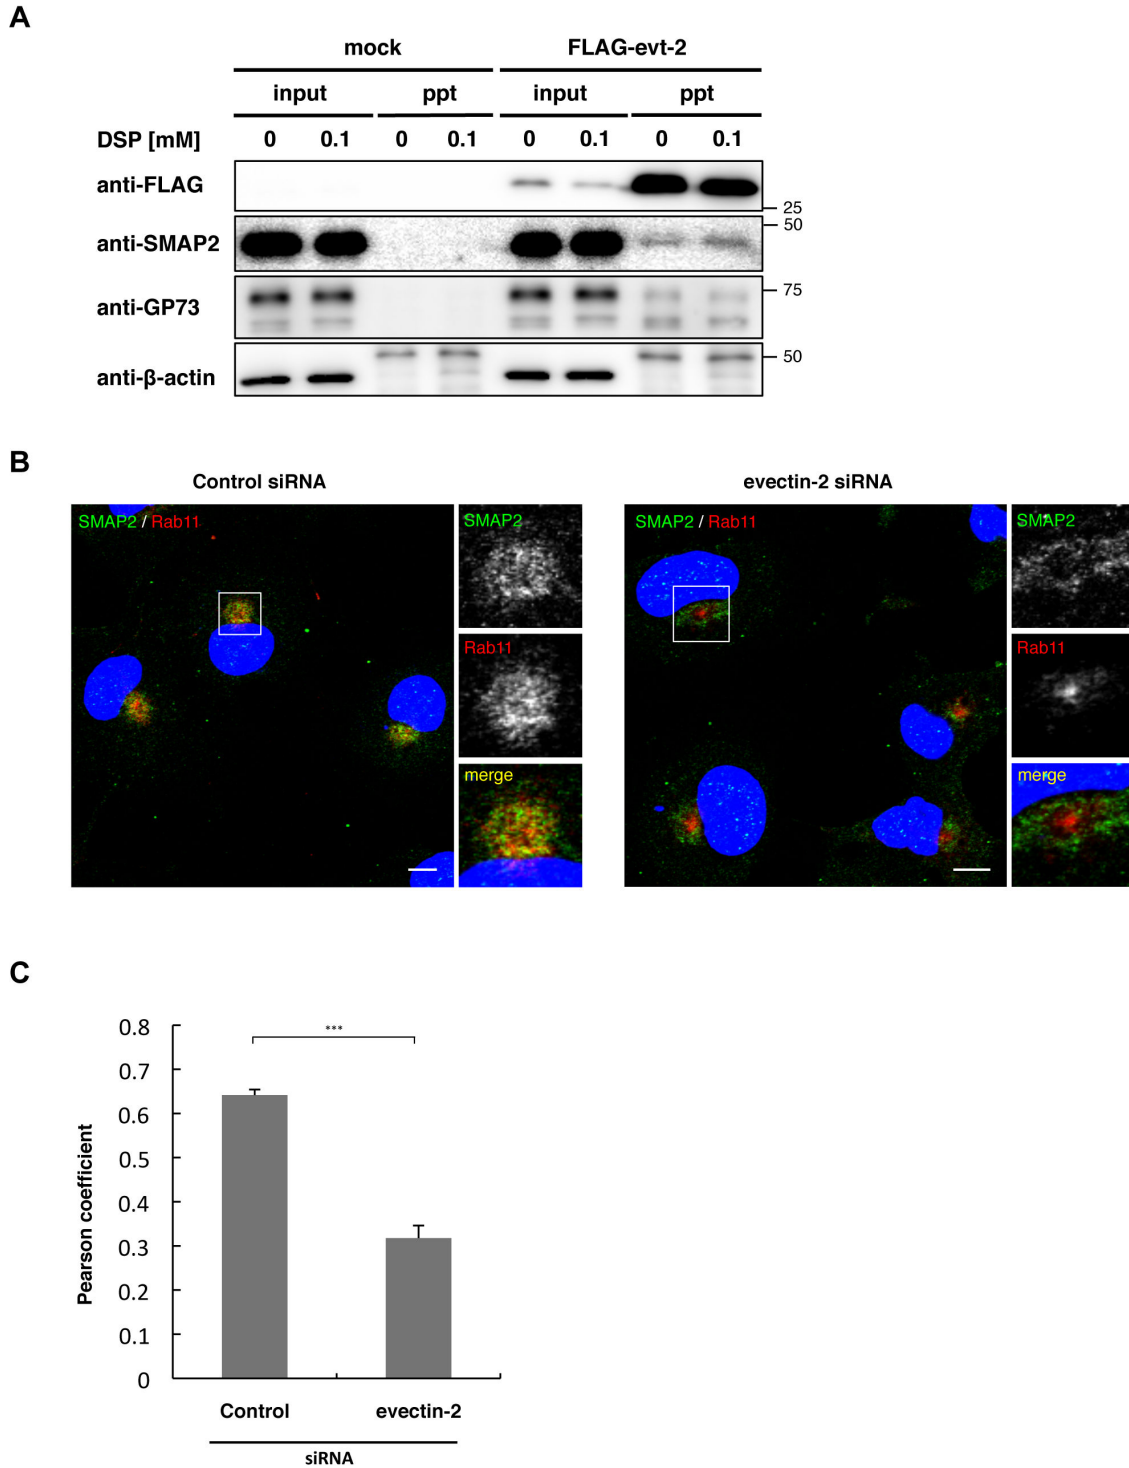 A
mock FLAG-evt-2
input ppt input ppt
DSP [mM] 0 0.1 0 0.1 0 0.1 0 0.1
anti-FLAG
25
50
anti-SMAP2
75
anti-GP73
50
anti-β-actin
B
Control siRNA evectin-2 siRNA
SMAP2 / Rab11 SMAP2 SMAP2 / Rab11 SMAP2
Rab11 Rab11
merge merge
C
0.8
***
0.7
0.6
0.5
0.4
0.3
0.2
0.1
0
Pearson coefficient
Control evectin-2
siRNA